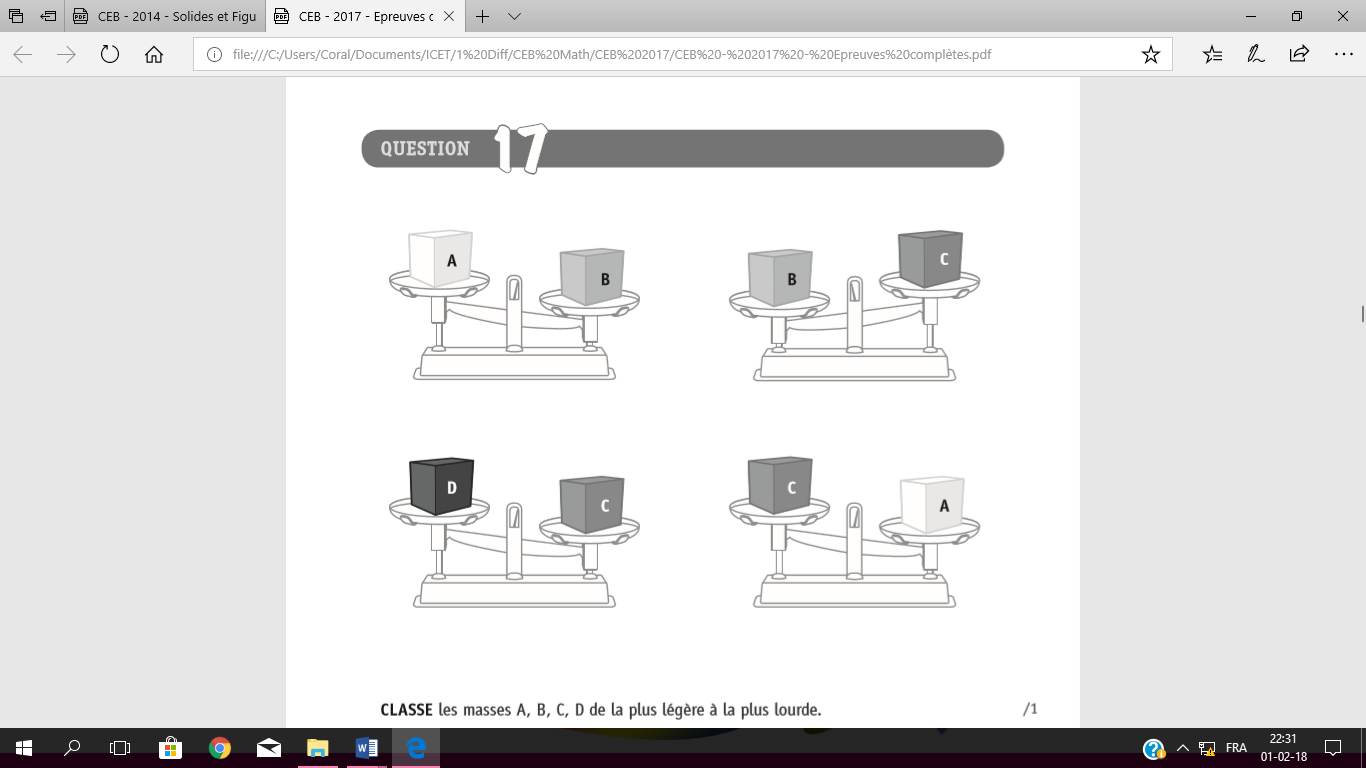 CEB - 2014 - Solides et Figu
CEB - 2017 - Epreuves c
file:///C:/Users/Coral/Documents/ICET/1%20Diff/CEB%20Math/CEB%202017/CEB%20-%202017%20-%20Epreuves%20complètes.pdf
QUESTION 17
A
B
B
C
D
C
C
A
CLASSE les masses A, B, C, D de la plus légère à la plus lourde. /1
FRA
22:31
01-02-18